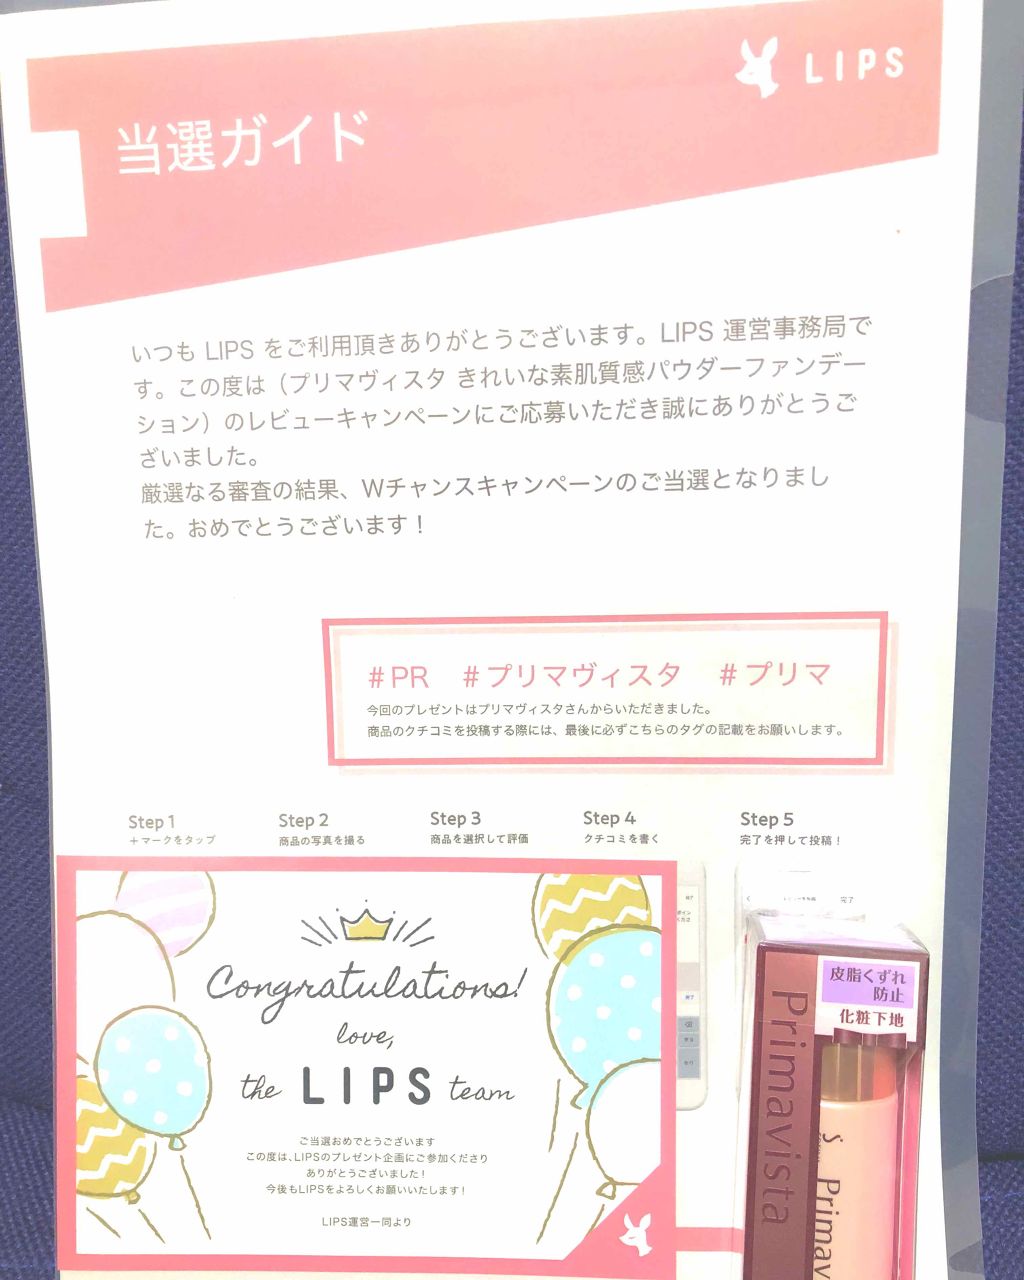 LIPS
当選ガイド
いつも LIPS をご利用頂きありがとうございます。LIPS 運営事務局で
す。この度は（プリマヴィスタ きれいな素肌質感パウダーファンデー
ション）のレビューキャンペーンにご応募いただき誠にありがとうご
ざいました。
厳選なる審査の結果、Wチャンスキャンペーンのご当選となりまし
た。おめでとうございます！
#PR #プリマヴィスタ #プリマ
今回のプレゼントはプリマヴィスタさんからいただきました。
商品のクチコミを投稿する際には、最後に必ずこちらのタグの記載をお願いします。
Step 1
＋マークをタップ
Step 2
商品の写真を撮る
Step 3
商品を選択して評価
Step 4
クチコミを書く
Step 5
完了を押して投稿！
完了
Congratulations!
love,
the LIPS team
ご当選おめでとうございます
この度は、LIPSのプレゼント企画にご参加くださり
ありがとうございました！
今後もLIPSをよろしくお願いいたします！
LIPS運営一同より
皮脂くずれ
防止
化粧下地
Primavista
Primav